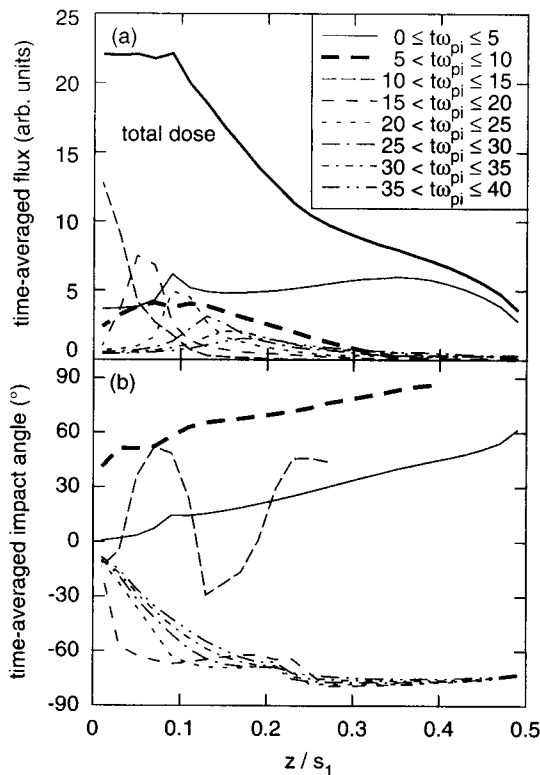 (a)
time-averaged flux (arb. units)
25
20
15
10
5
0
total dose
0 ≤ tω_pi ≤ 5
5 < tω_pi ≤ 10
10 < tω_pi ≤ 15
15 < tω_pi ≤ 20
20 < tω_pi ≤ 25
25 < tω_pi ≤ 30
30 < tω_pi ≤ 35
35 < tω_pi ≤ 40
(b)
time-averaged impact angle (°)
90
60
30
0
-30
-60
-90
0 0.1 0.2 0.3 0.4 0.5
z / s₁